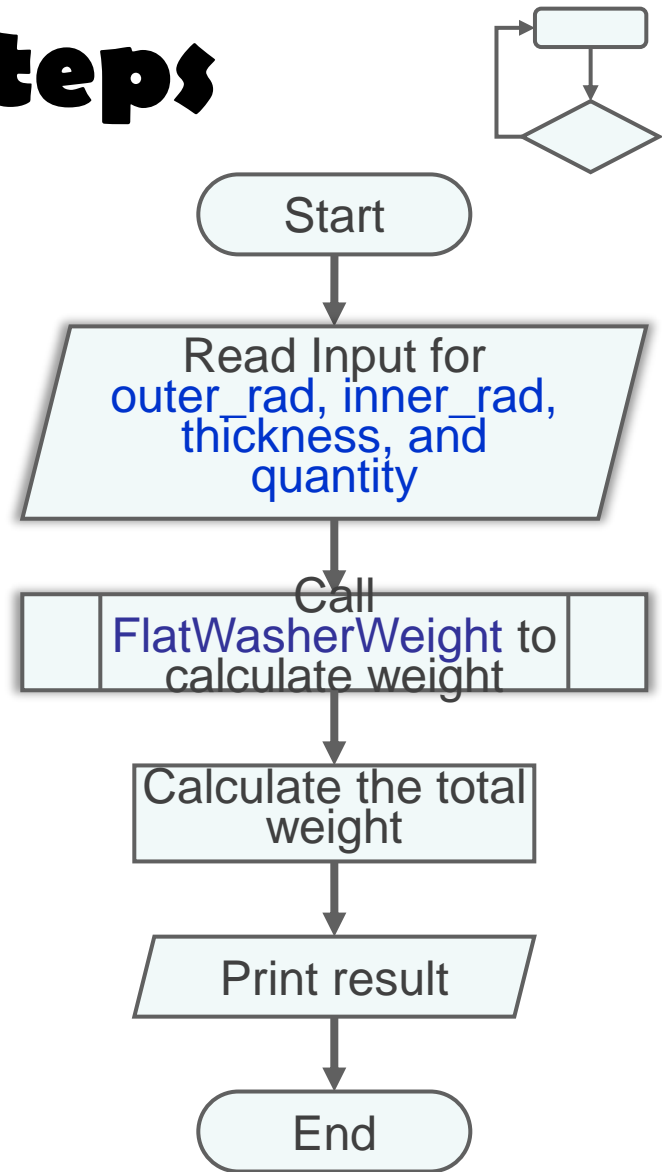 teps
Start
Read Input for
outer_rad, inner_rad,
thickness, and
quantity
Call
FlatWasherWeight to
calculate weight
Calculate the total
weight
Print result
End